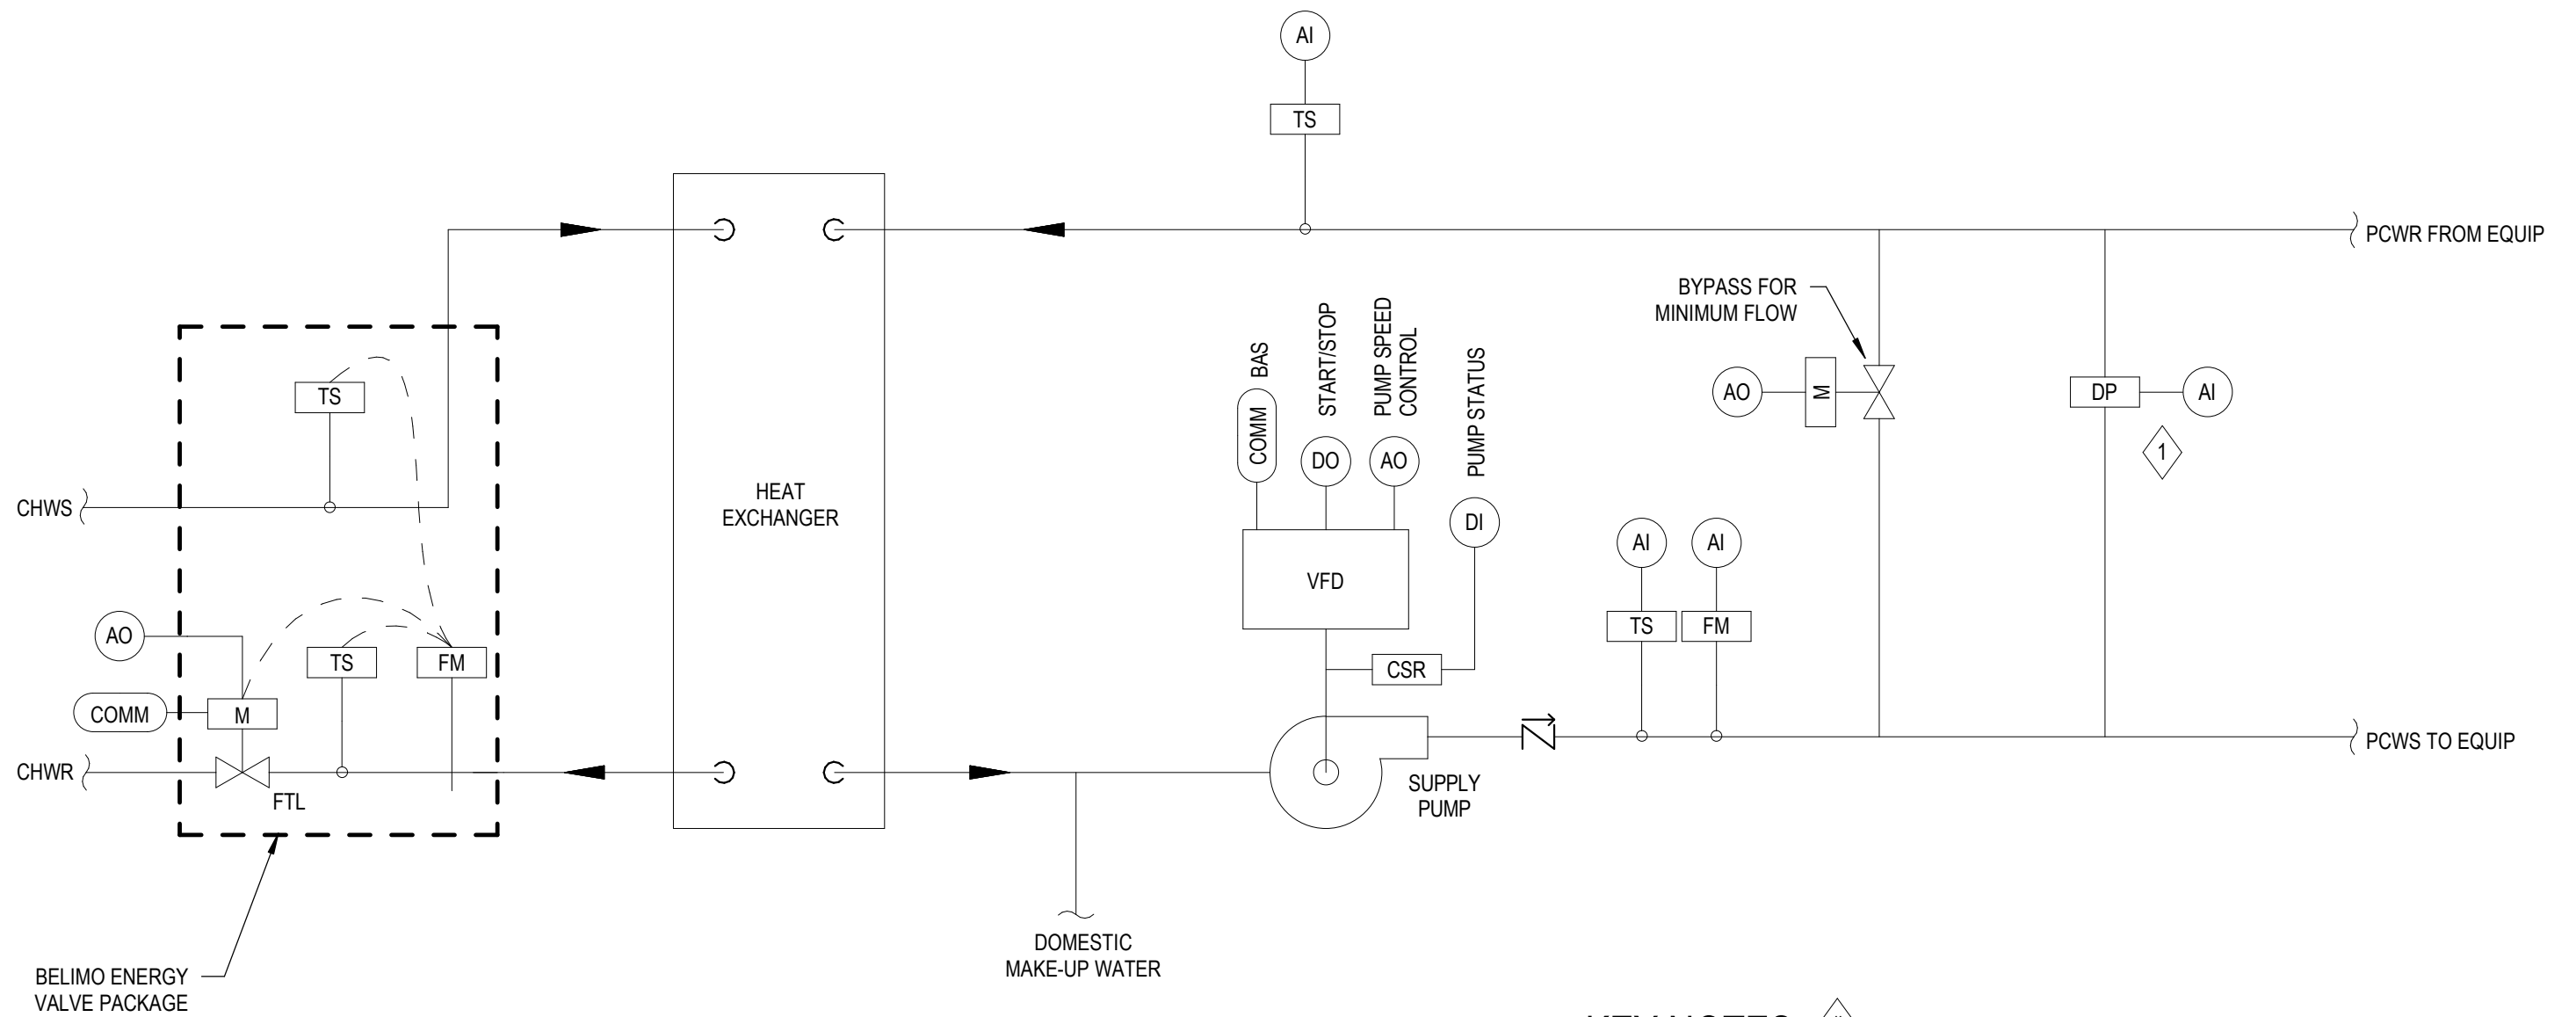 AI
TS
PCWR FROM EQUIP
BYPASS FOR
MINIMUM FLOW
AO
M
DP
AI
1
TS
CHWS
HEAT
EXCHANGER
BAS
COMM
START/STOP
DO
PUMP SPEED
CONTROL
AO
PUMP STATUS
DI
VFD
CSR
AI
AI
TS
FM
AO
TS
FM
COMM
M
CHWR
FTL
SUPPLY
PUMP
PCWS TO EQUIP
DOMESTIC
MAKE-UP WATER
BELIMO ENERGY
VALVE PACKAGE